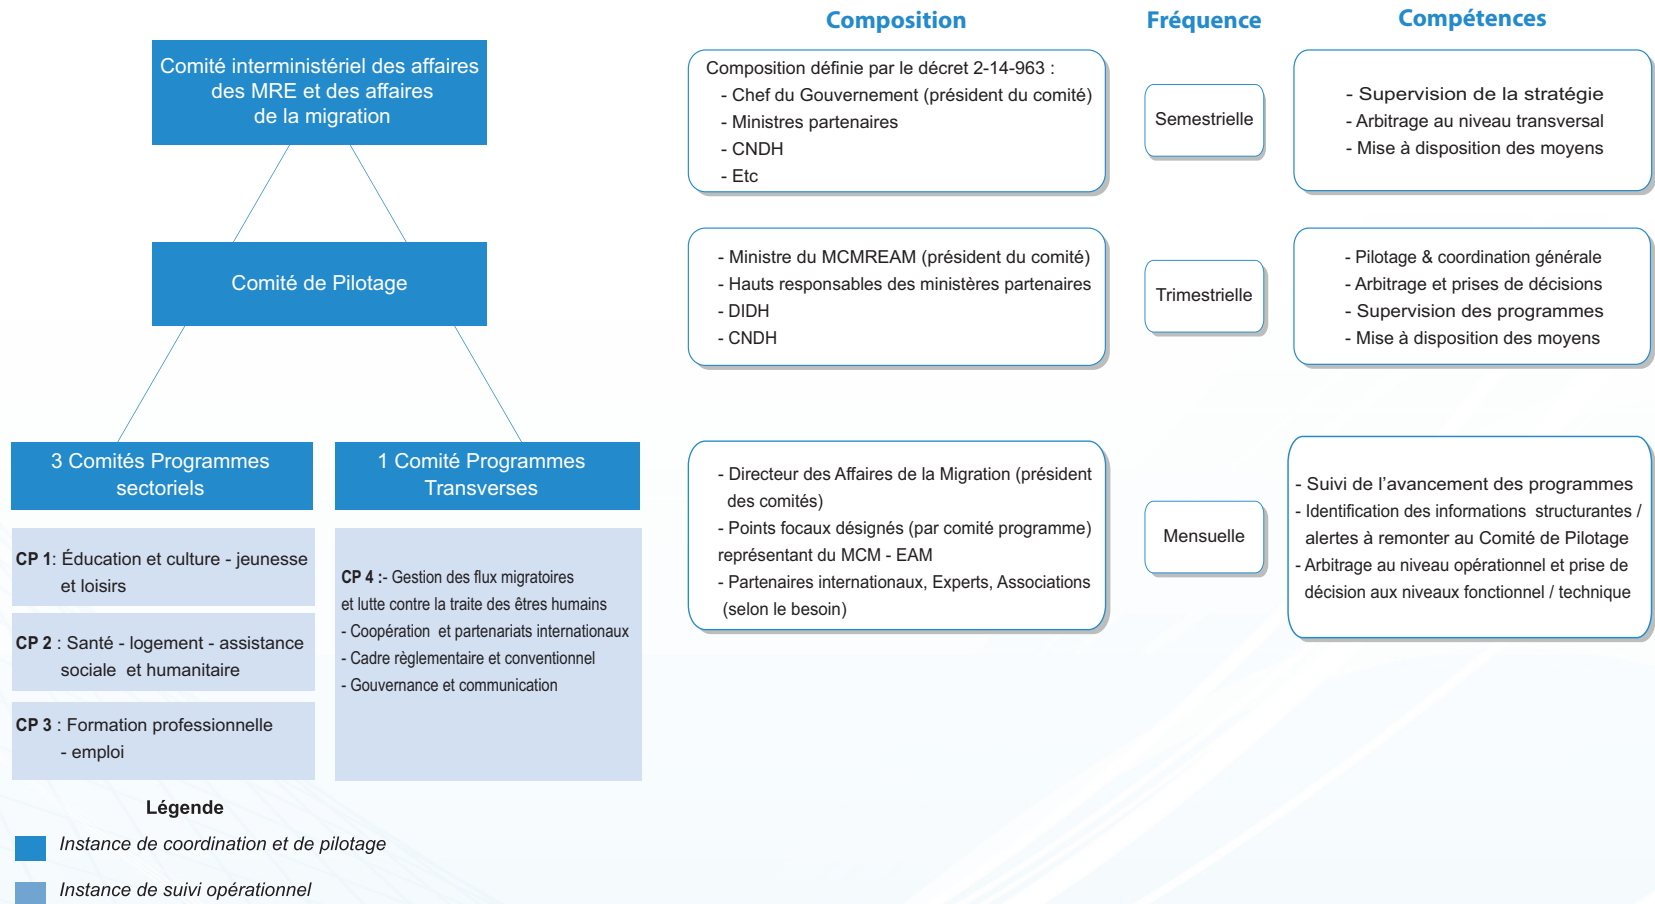 Composition
Fréquence
Compétences
Comité interministériel des affaires
des MRE et des affaires
de la migration
Composition définie par le décret 2-14-963 :
- Chef du Gouvernement (président du comité)
- Ministres partenaires
- CNDH
- Etc
Semestrielle
- Supervision de la stratégie
- Arbitrage au niveau transversal
- Mise à disposition des moyens
Comité de Pilotage
- Ministre du MCMREAM (président du comité)
- Hauts responsables des ministères partenaires
- DIDH
- CNDH
Trimestrielle
- Pilotage & coordination générale
- Arbitrage et prises de décisions
- Supervision des programmes
- Mise à disposition des moyens
3 Comités Programmes
sectoriels
1 Comité Programmes
Transverses
- Directeur des Affaires de la Migration (président
des comités)
- Points focaux désignés (par comité programme)
représentant du MCM - EAM
- Partenaires internationaux, Experts, Associations
(selon le besoin)
Mensuelle
- Suivi de l’avancement des programmes
- Identification des informations structurantes /
alertes à remonter au Comité de Pilotage
- Arbitrage au niveau opérationnel et prise de
décision aux niveaux fonctionnel / technique
CP 1: Éducation et culture - jeunesse
et loisirs
CP 2 : Santé - logement - assistance
sociale et humanitaire
CP 3 : Formation professionnelle
- emploi
CP 4 :- Gestion des flux migratoires
et lutte contre la traite des êtres humains
- Coopération et partenariats internationaux
- Cadre règlementaire et conventionnel
- Gouvernance et communication
Légende
Instance de coordination et de pilotage
Instance de suivi opérationnel